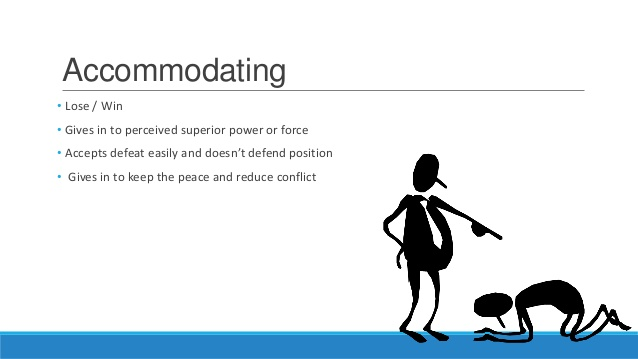 Accommodating
• Lose / Win
• Gives in to perceived superior power or force
• Accepts defeat easily and doesn't defend position
• Gives in to keep the peace and reduce conflict